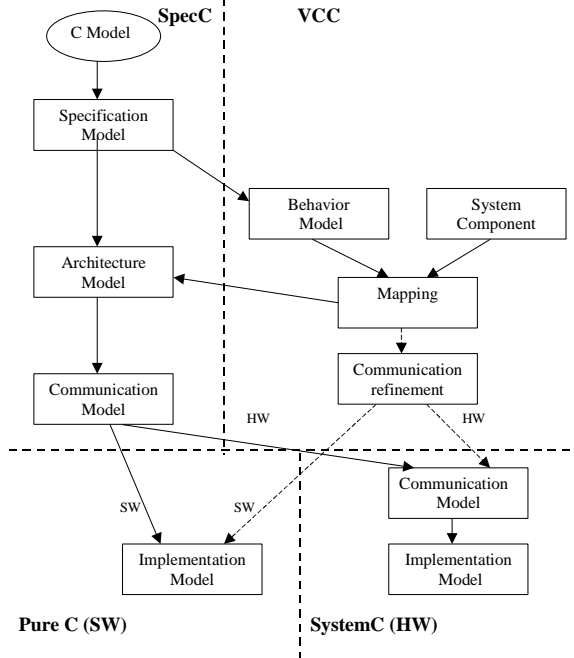 SpecC
VCC
C Model
Specification
Model
Behavior
Model
System
Component
Architecture
Model
Mapping
Communication
Model
Communication
refinement
HW
HW
Communication
Model
SW
SW
Implementation
Model
Implementation
Model
Pure C (SW)
SystemC (HW)